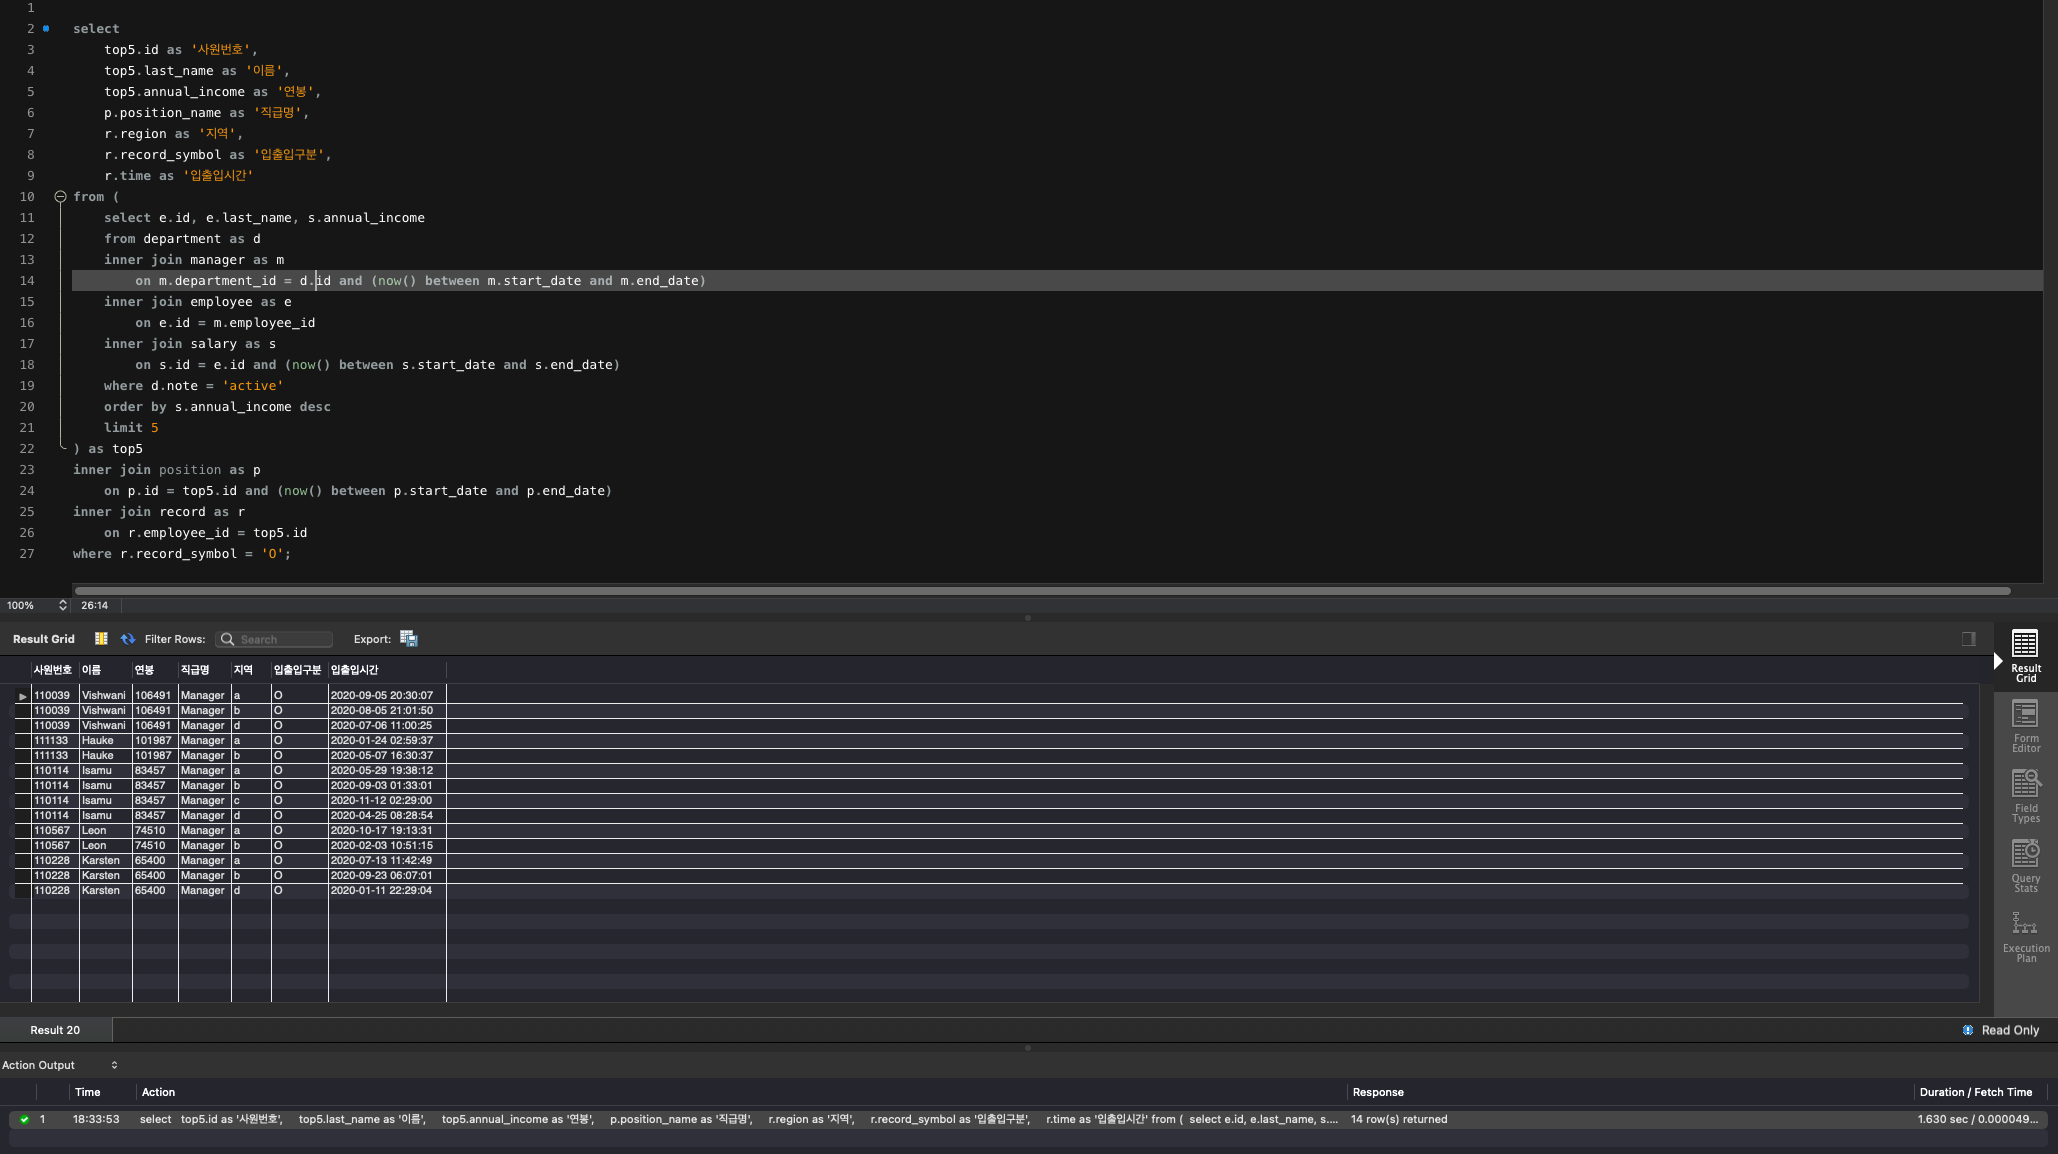 1
2 select
3 top5.id as '사원번호',
4 top5.last_name as '이름',
5 top5.annual_income as '연봉',
6 p.position_name as '직급명',
7 r.region as '지역',
8 r.record_symbol as '입출입구분',
9 r.time as '입출입시간'
10 from (
11 select e.id, e.last_name, s.annual_income
12 from department as d
13 inner join manager as m
14 on m.department_id = d.id and (now() between m.start_date and m.end_date)
15 inner join employee as e
16 on e.id = m.employee_id
17 inner join salary as s
18 on s.id = e.id and (now() between s.start_date and s.end_date)
19 where d.note = 'active'
20 order by s.annual_income desc
21 limit 5
22 ) as top5
23 inner join position as p
24 on p.id = top5.id and (now() between p.start_date and p.end_date)
25 inner join record as r
26 on r.employee_id = top5.id
27 where r.record_symbol = 'O';
100% 26:14
Result Grid Filter Rows: Search Export:
사원번호 이름 연봉 직급명 지역 입출입구분 입출입시간
110039 Vishwani 106491 Manager a O 2020-09-05 20:30:07
110039 Vishwani 106491 Manager b O 2020-08-05 21:01:50
110039 Vishwani 106491 Manager d O 2020-07-06 11:00:25
111133 Hauke 101987 Manager a O 2020-01-24 02:59:37
111133 Hauke 101987 Manager b O 2020-05-07 16:30:37
110114 Isamu 83457 Manager a O 2020-05-29 19:38:12
110114 Isamu 83457 Manager b O 2020-09-03 01:33:01
110114 Isamu 83457 Manager c O 2020-11-12 02:29:00
110114 Isamu 83457 Manager d O 2020-04-25 08:28:54
110567 Leon 74510 Manager a O 2020-10-17 19:13:31
110567 Leon 74510 Manager b O 2020-02-03 10:51:15
110228 Karsten 65400 Manager a O 2020-07-13 11:42:49
110228 Karsten 65400 Manager b O 2020-09-23 06:07:01
110228 Karsten 65400 Manager d O 2020-01-11 22:29:04
Result
Grid
Form
Editor
Field
Types
Query
Stats
Execution
Plan
Result 20 Read Only
Action Output
Time Action Response Duration / Fetch Time
1 18:33:53 select top5.id as '사원번호', top5.last_name as '이름', top5.annual_income as '연봉', p.position_name as '직급명', r.region as '지역', r.record_symbol as '입출입구분', r.time as '입출입시간' from ( select e.id, e.last_name, s.... 14 row(s) returned 1.630 sec / 0.000049...